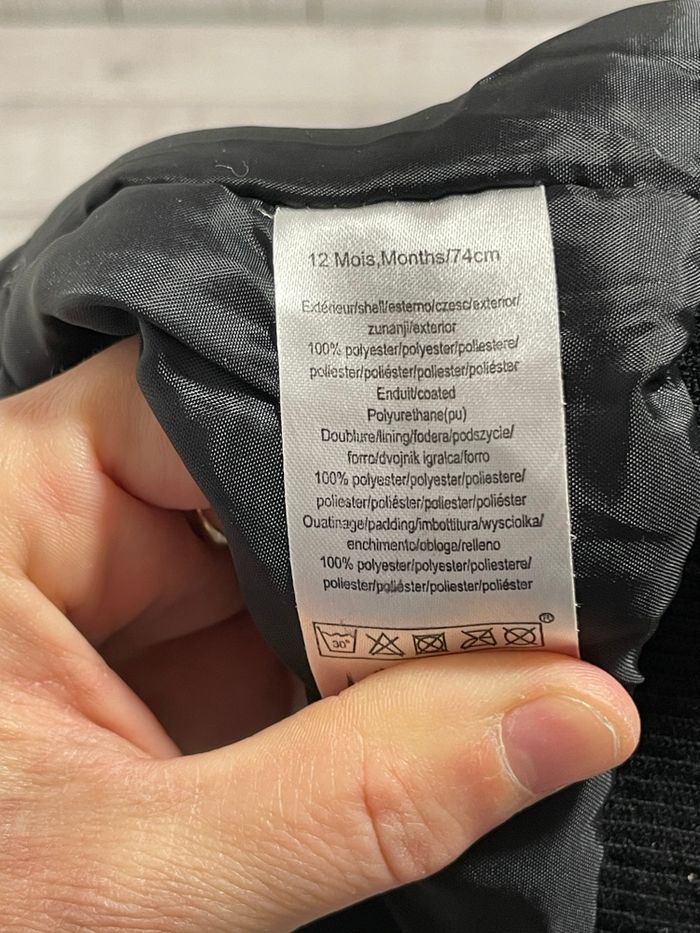 12 Mois,Months/74cm
Extérieur/shell/esterno/czesc/exterior/
zunanji/exterior
100% polyester/polyester/poliestere/
poliester/poliéster/poliester/poliéster
Enduit/coated
Polyurethane(pu)
Doublure/lining/fodera/podszycie/
forro/dvojnik igralca/forro
100% polyester/polyester/poliestere/
poliester/poliéster/poliester/poliéster
Ouatinage/padding/imbottitura/wysciolka/
enchimento/obloga/relleno
100% polyester/polyester/poliestere/
poliester/poliéster/poliester/poliéster
30°